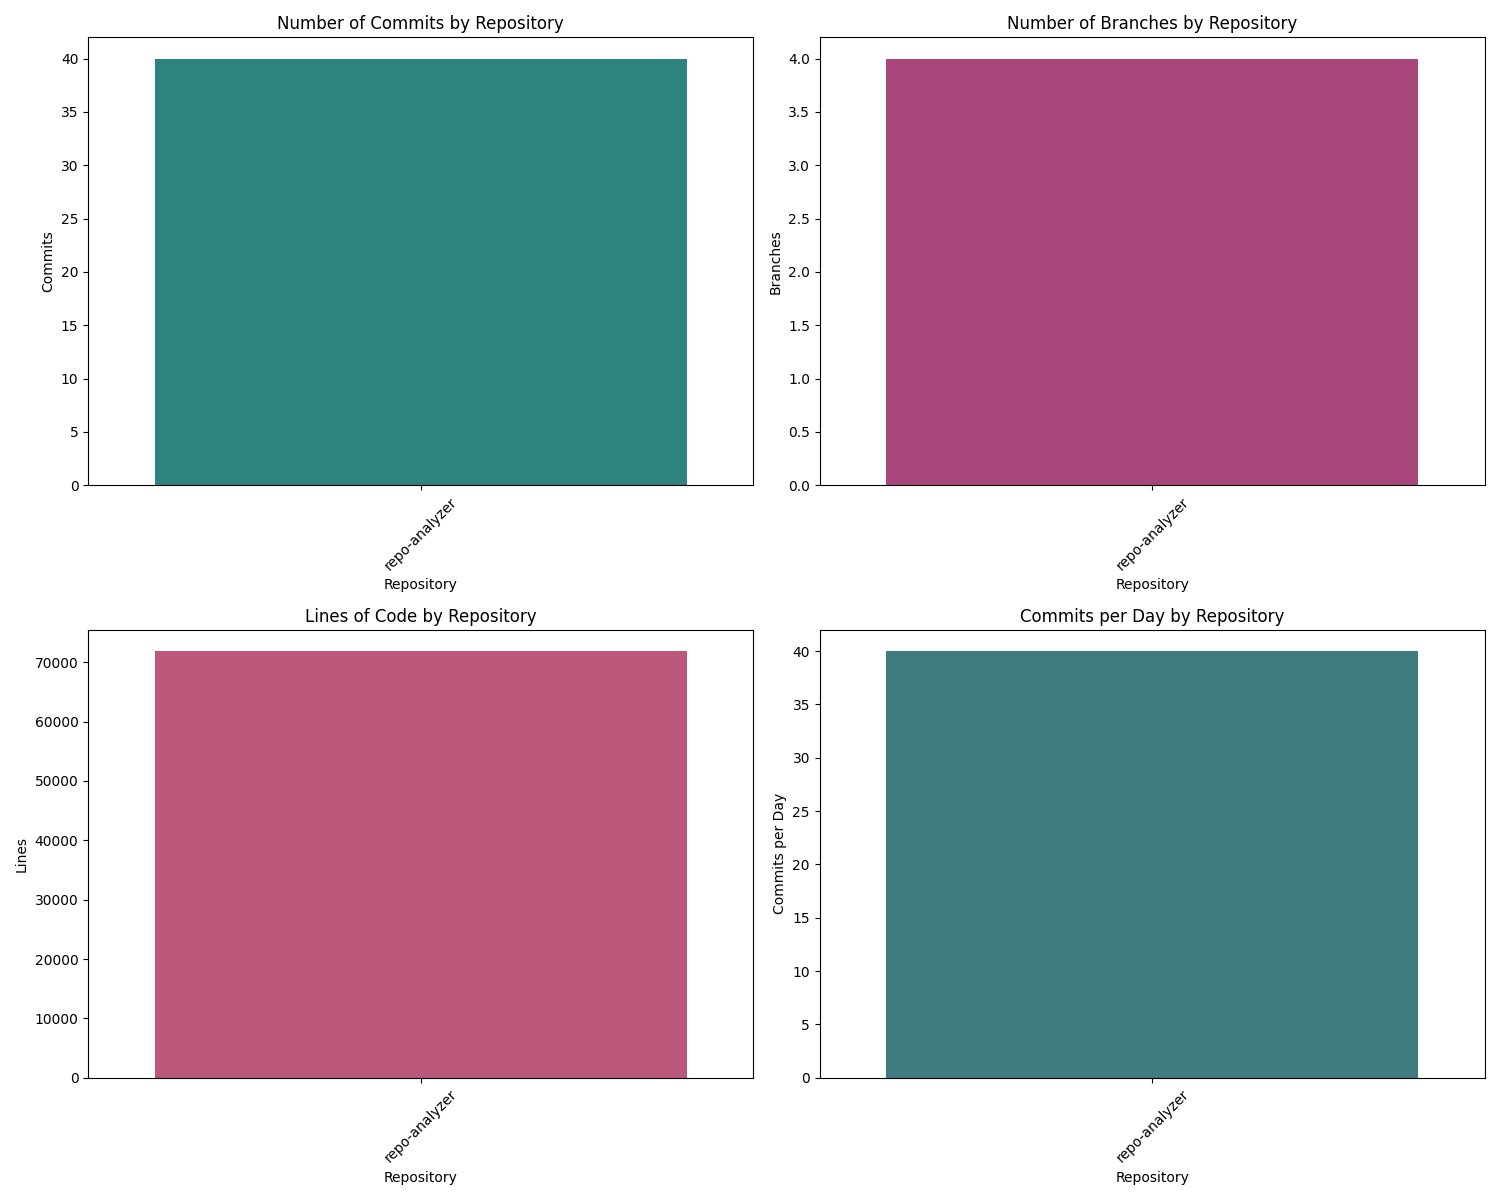 Number of Commits by Repository
40
35
30
25
20
15
10
5
0
Commits
repo-analyzer
Repository
Number of Branches by Repository
4.0
3.5
3.0
2.5
2.0
1.5
1.0
0.5
0.0
Branches
repo-analyzer
Repository
Lines of Code by Repository
70000
60000
50000
40000
30000
20000
10000
0
Lines
repo-analyzer
Repository
Commits per Day by Repository
40
35
30
25
20
15
10
5
0
Commits per Day
repo-analyzer
Repository